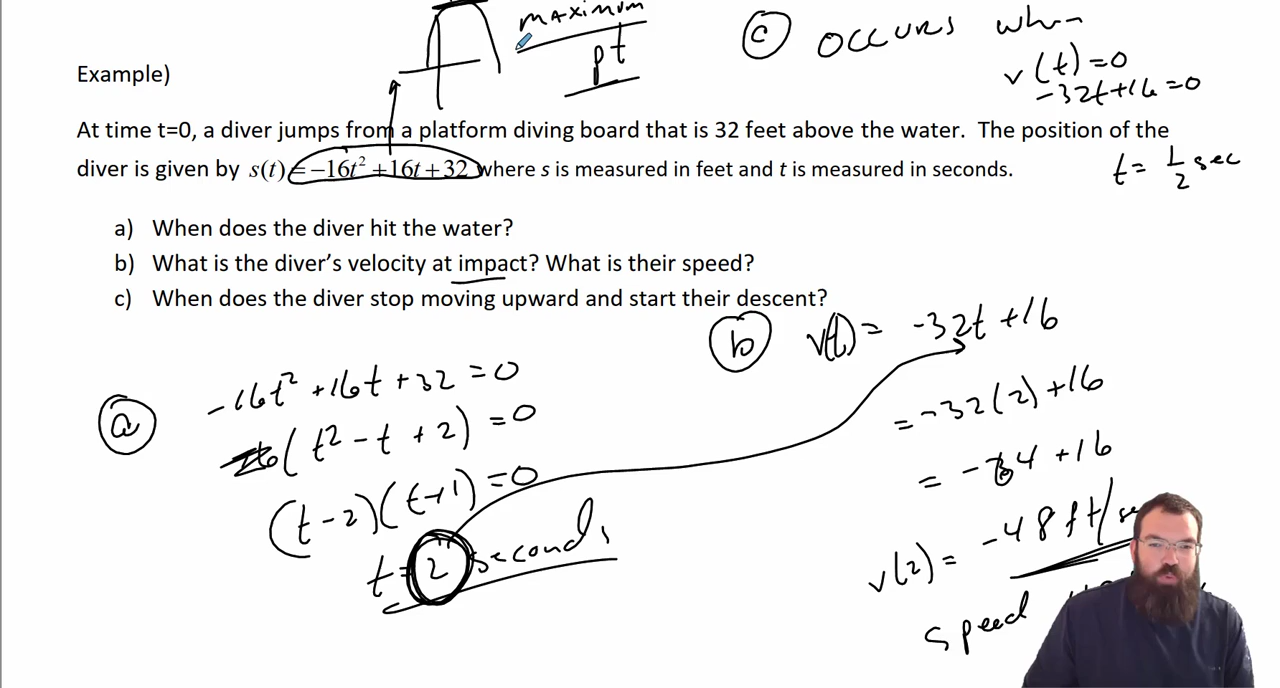 maximum
pt
c occurs when
v(t)=0
-32t+16=0
t = 1/2 sec
Example)
At time t=0, a diver jumps from a platform diving board that is 32 feet above the water. The position of the
diver is given by s(t) = −16t² +16t + 32 where s is measured in feet and t is measured in seconds.
a) When does the diver hit the water?
b) What is the diver's velocity at impact? What is their speed?
c) When does the diver stop moving upward and start their descent?
a
-16t² +16t +32 =0
(t² - t + 2) =0
(t-2)(t+1)=0
t=2 seconds
b v(t)= -32t +16
= -32(2)+16
= -64 +16
v(2)= -48 ft/se
speed